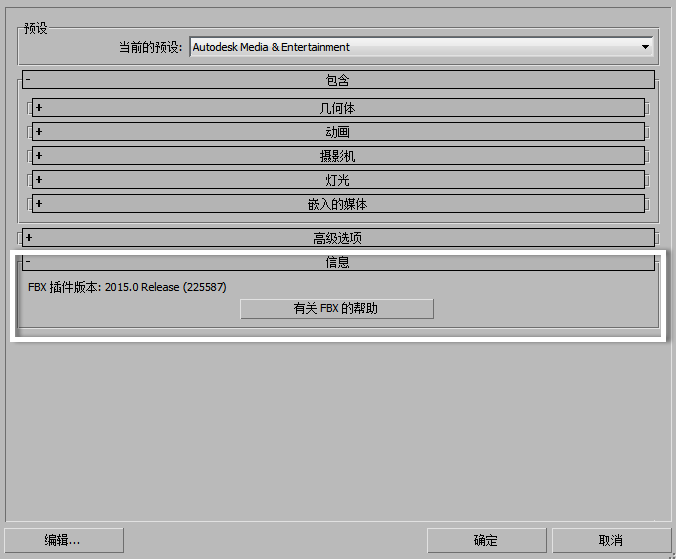 预设
当前的预设: Autodesk Media & Entertainment
- 包含
+ 几何体
+ 动画
+ 摄影机
+ 灯光
+ 嵌入的媒体
+ 高级选项
- 信息
FBX 插件版本: 2015.0 Release (225587)
有关 FBX 的帮助
编辑... 确定 取消